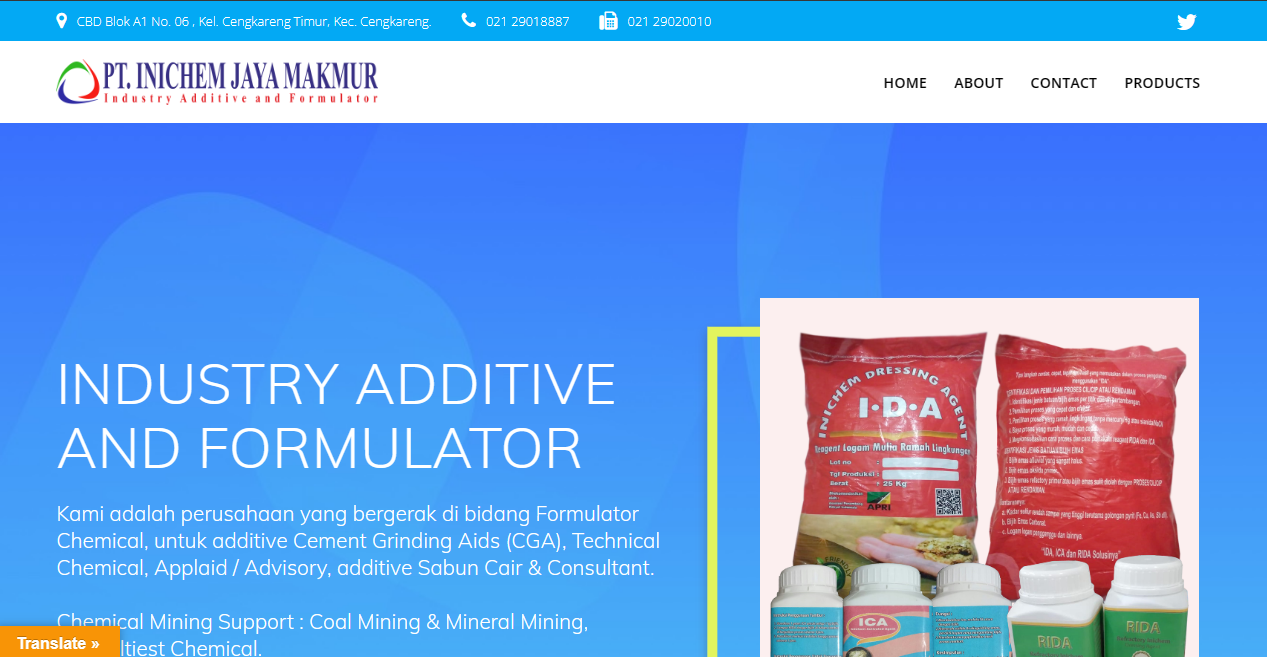 CBD Blok A1 No. 06 , Kel. Cengkareng Timur, Kec. Cengkareng.
021 29018887
021 29020010
PT. INICHEM JAYA MAKMUR
Industry Additive and Formulator
HOME
ABOUT
CONTACT
PRODUCTS
INDUSTRY ADDITIVE
AND FORMULATOR
Kami adalah perusahaan yang bergerak di bidang Formulator
Chemical, untuk additive Cement Grinding Aids (CGA), Technical
Chemical, Applaid / Advisory, additive Sabun Cair & Consultant.
Chemical Mining Support : Coal Mining & Mineral Mining,
Chemical.
Translate »
INICHEM DRESSING AGENT
I·D·A
Reagent Logam Mulia Ramah Lingkungan
Lot no :
Tgl Produksi :
Berat : 25 Kg
APRI
FRIENDLY
"IDA, ICA dan RIDA Solusinya"
ICA
RIDA
RIDA